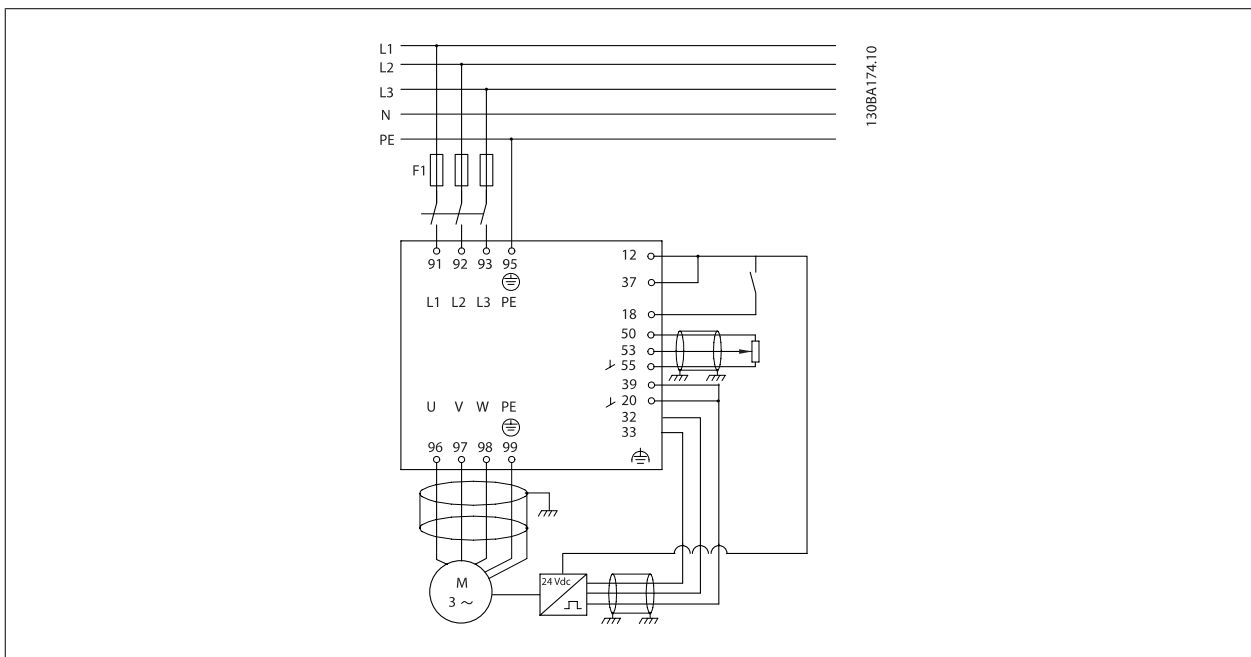 L1
L2
L3
N
PE
130BA174.10
F1
91 92 93 95
L1 L2 L3 PE
12
37
18
50
53
55
39
20
32
33
U V W PE
96 97 98 99
M
3 ~
24 Vdc